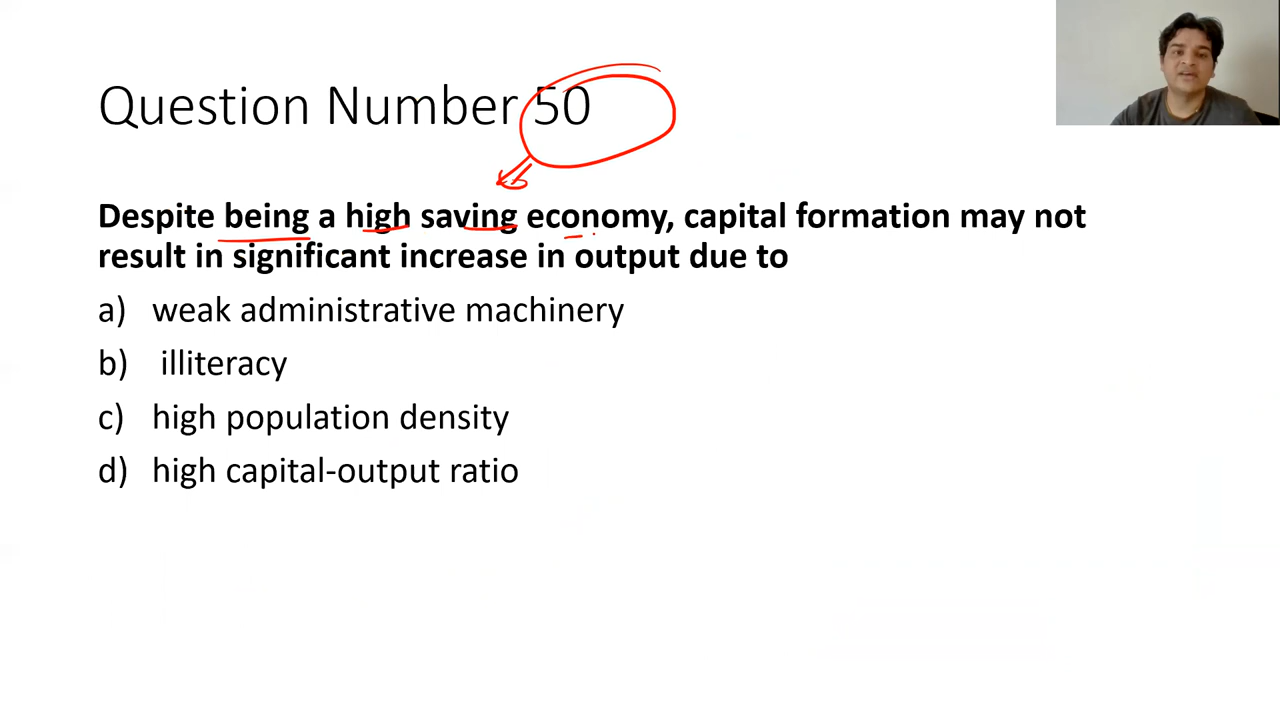 Question Number 50
Despite being a high saving economy, capital formation may not
result in significant increase in output due to
a) weak administrative machinery
b) illiteracy
c) high population density
d) high capital-output ratio